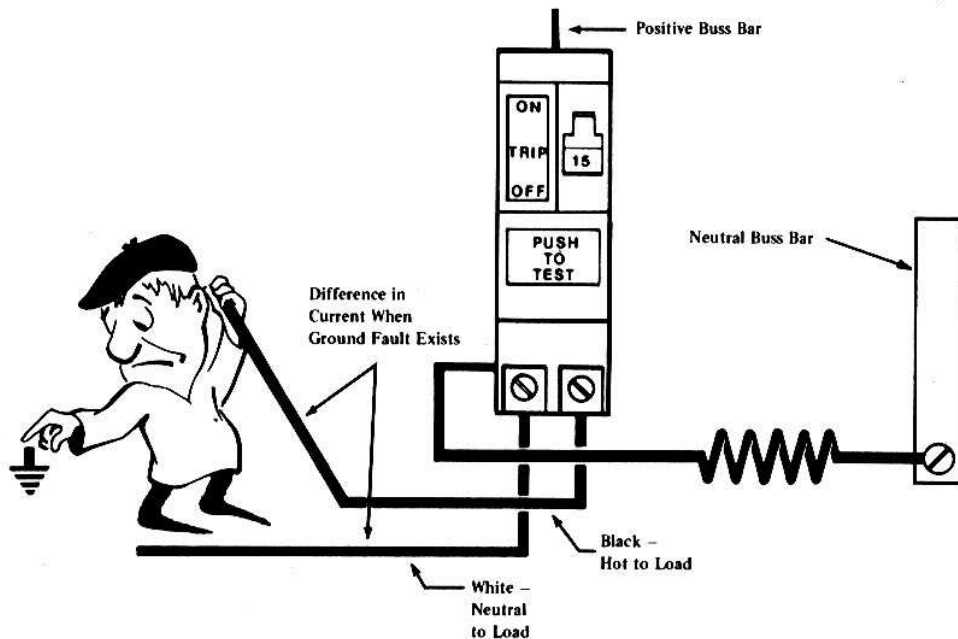 Positive Buss Bar
ON
TRIP
OFF
15
PUSH
TO
TEST
Neutral Buss Bar
Difference in
Current When
Ground Fault Exists
Black –
Hot to Load
White –
Neutral
to Load